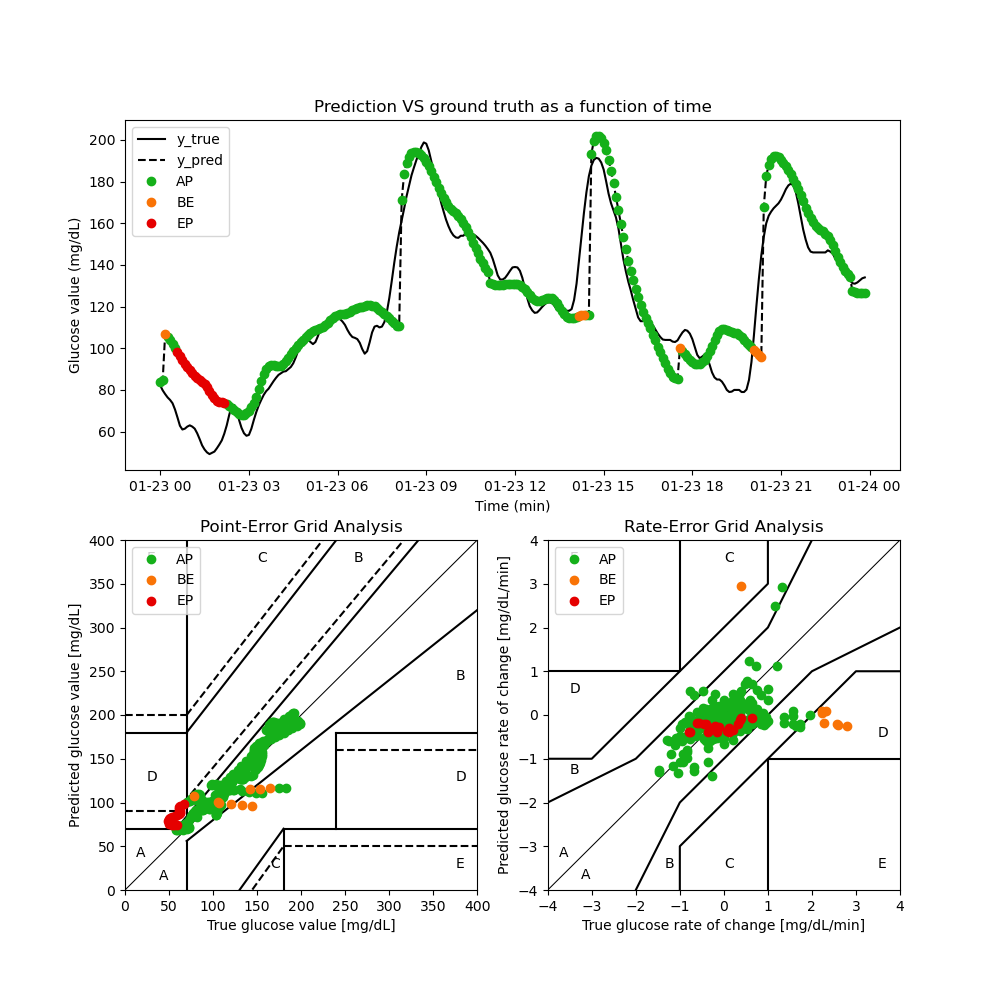 Prediction VS ground truth as a function of time
Glucose value (mg/dL)
200
180
160
140
120
100
80
60
y_true
y_pred
AP
BE
EP
01-23 00 01-23 03 01-23 06 01-23 09 01-23 12 01-23 15 01-23 18 01-23 21 01-24 00
Time (min)
Point-Error Grid Analysis
Predicted glucose value [mg/dL]
400
350
300
250
200
150
100
50
0
AP
BE
EP
C B
B
D D
A
A
C E
0 50 100 150 200 250 300 350 400
True glucose value [mg/dL]
Rate-Error Grid Analysis
Predicted glucose rate of change [mg/dL/min]
4
3
2
1
0
−1
−2
−3
−4
AP
BE
EP
C
D
D
B
A
A
B C E
−4 −3 −2 −1 0 1 2 3 4
True glucose rate of change [mg/dL/min]